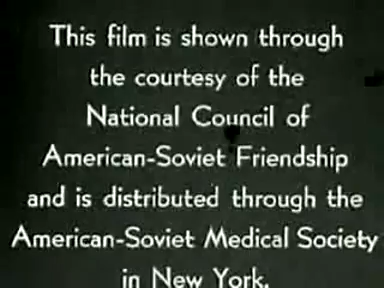 This film is shown through
the courtesy of the
National Council of
American-Soviet Friendship
and is distributed through the
American-Soviet Medical Society
in New York.